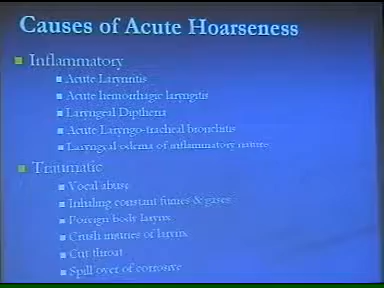 Causes of Acute Hoarseness
Inflammatory
Acute Laryngitis
Acute hemorrhagic laryngitis
Laryngeal Diptheria
Acute Laryngo-tracheal bronchitis
Laryngeal edema of inflammatory nature
Traumatic
Vocal abuse
Inhaling constant fumes & gases
Foreign body larynx
Crush injuries of larynx
Cut throat
Spill over of corrosive